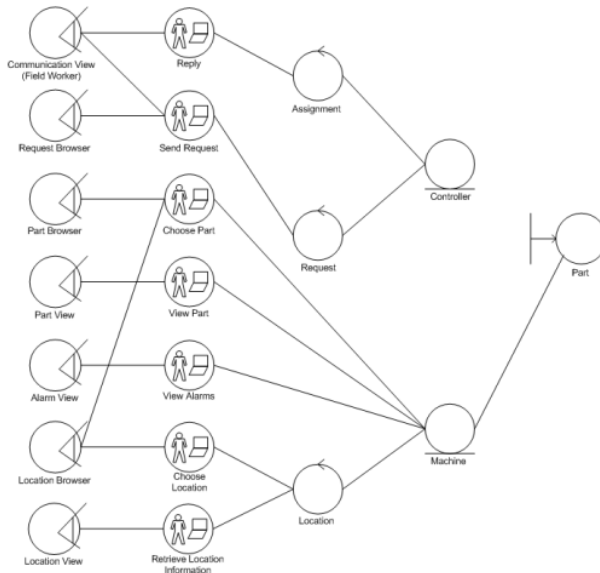 Communication View
(Field Worker)
Reply
Assignment
Request Browser
Send Request
Controller
Part Browser
Choose Part
Request
Part
Part View
View Part
Alarm View
View Alarms
Machine
Location Browser
Choose
Location
Location
Location View
Retrieve Location
Information